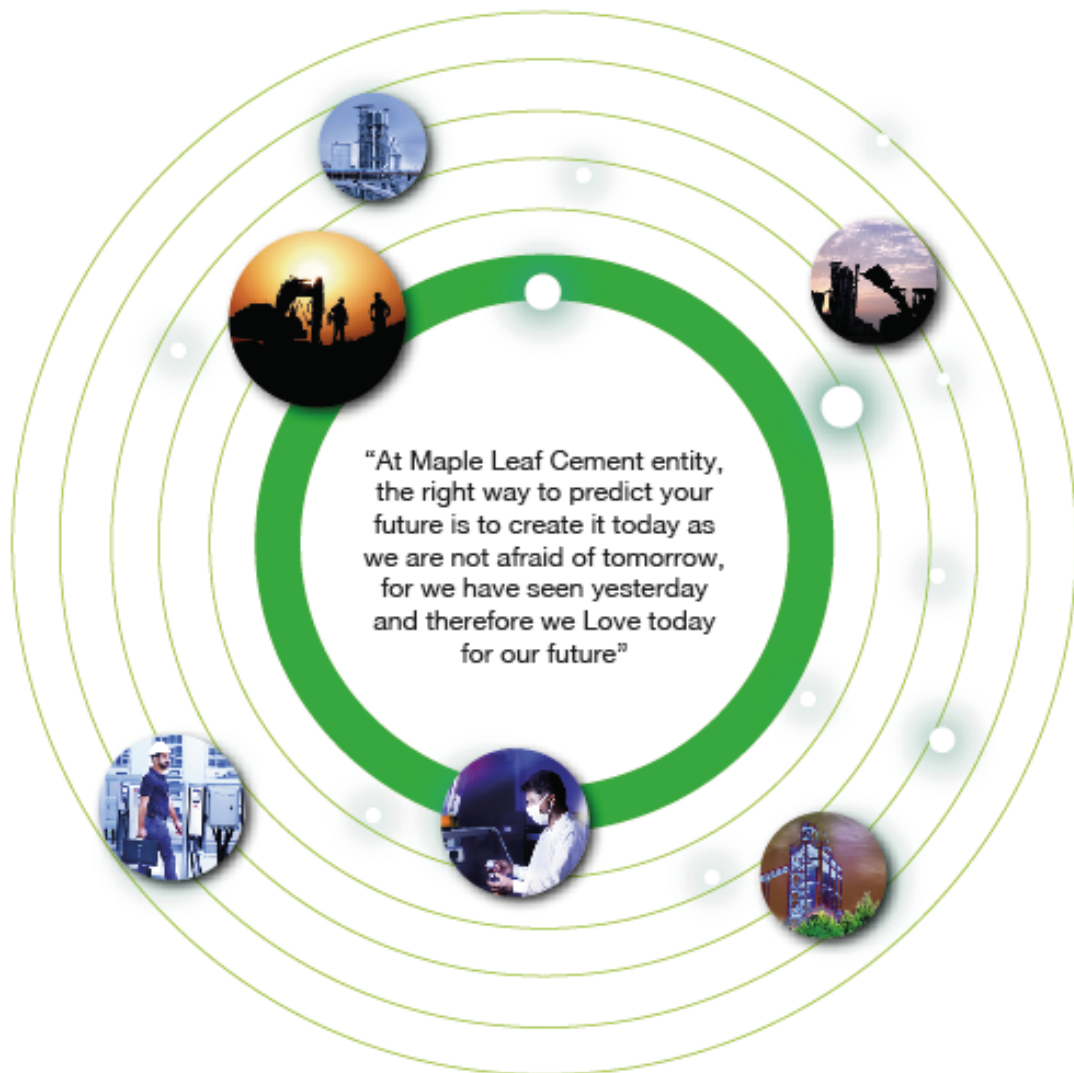 “At Maple Leaf Cement entity,
the right way to predict your
future is to create it today as
we are not afraid of tomorrow,
for we have seen yesterday
and therefore we Love today
for our future”